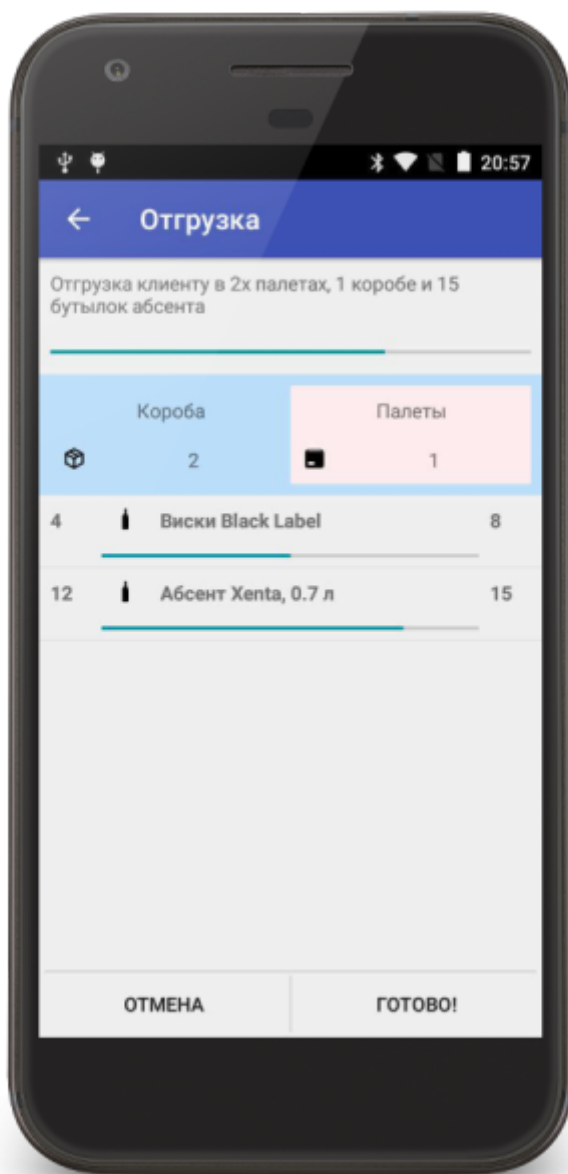 20:57
Отгрузка
Отгрузка клиенту в 2х палетах, 1 коробе и 15
бутылок абсента
Короба Палеты
2 1
4 Виски Black Label 8
12 Абсент Xenta, 0.7 л 15
ОТМЕНА ГОТОВО!